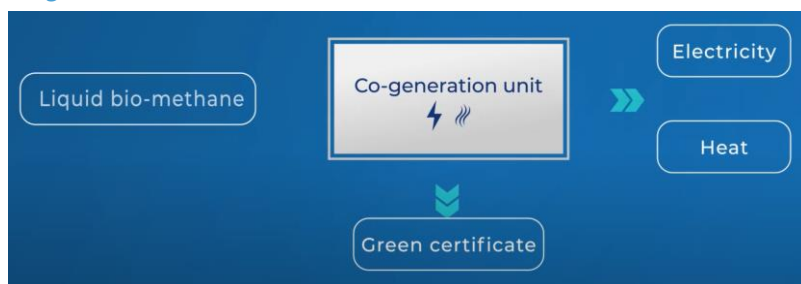 Liquid bio-methane
Co-generation unit
Electricity
Heat
Green certificate